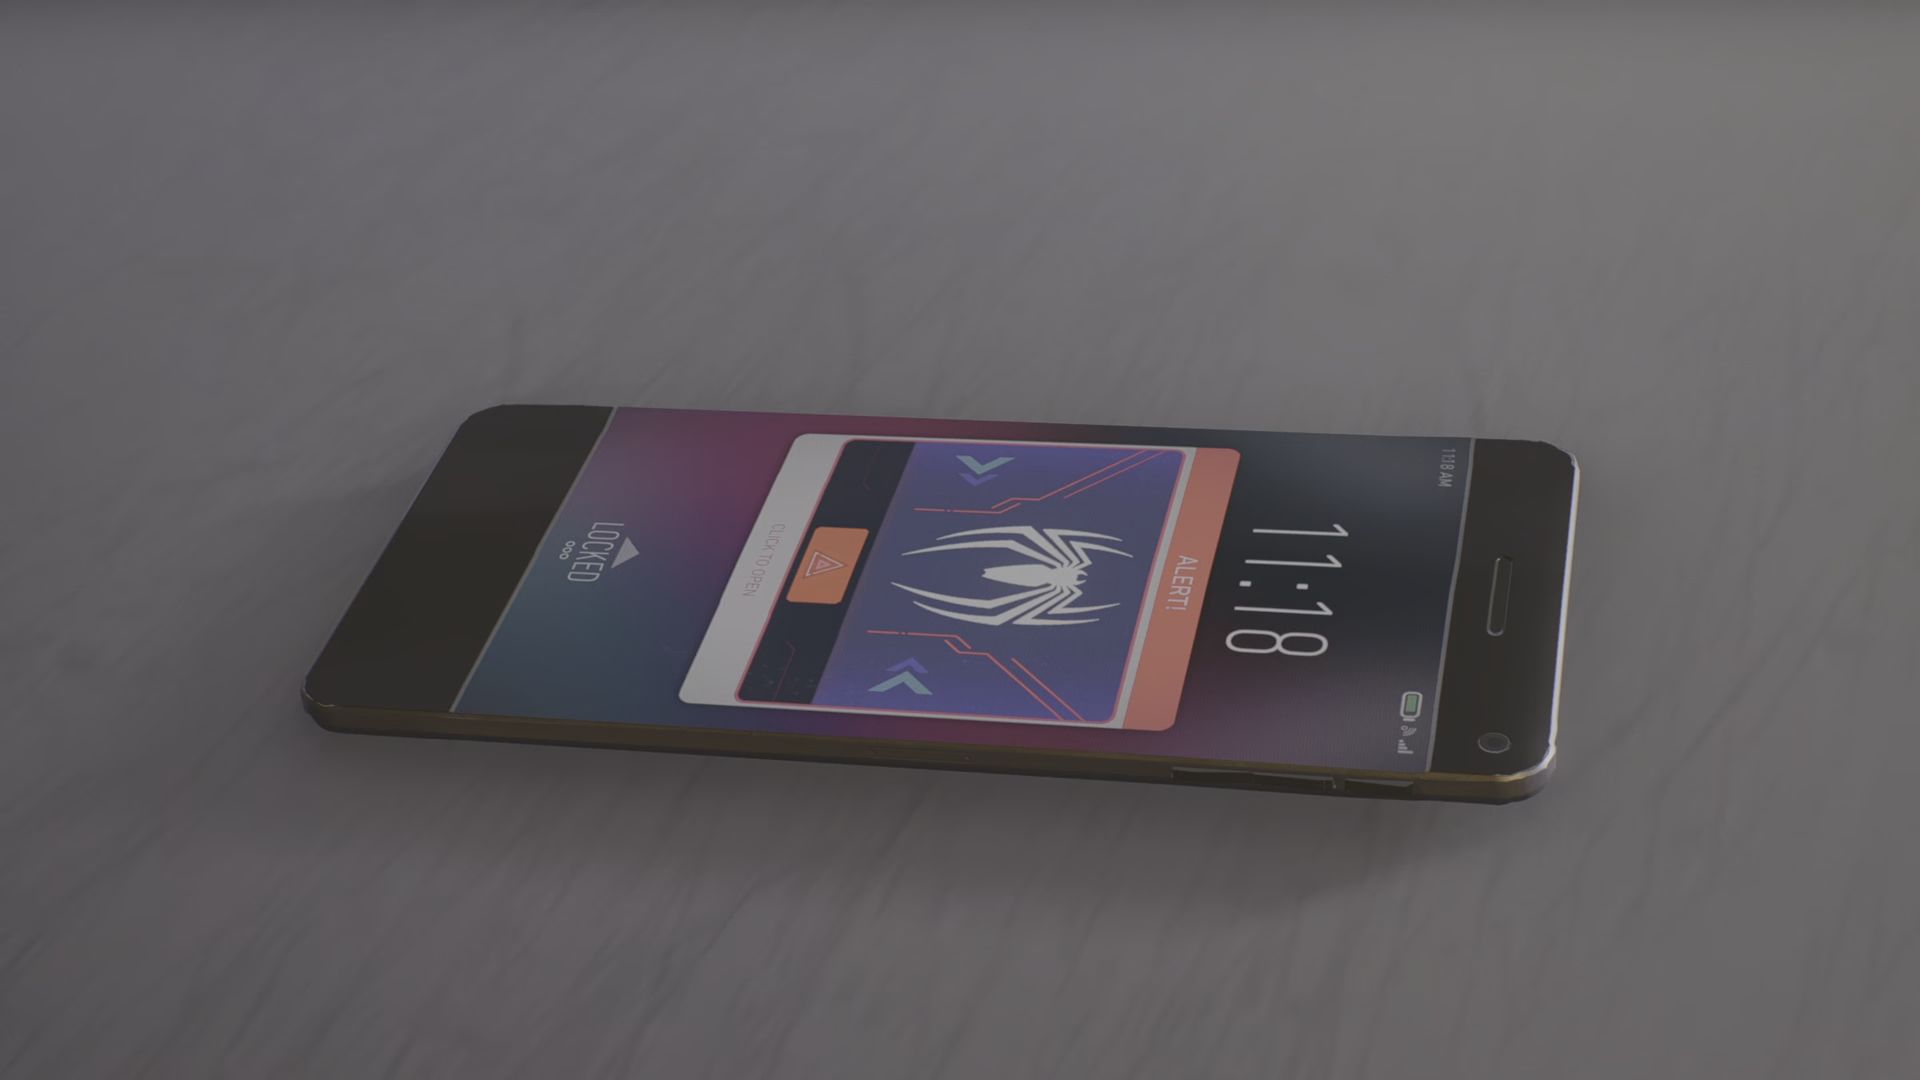 11:18 AM
11:18
ALERT!
CLICK TO OPEN
LOCKED